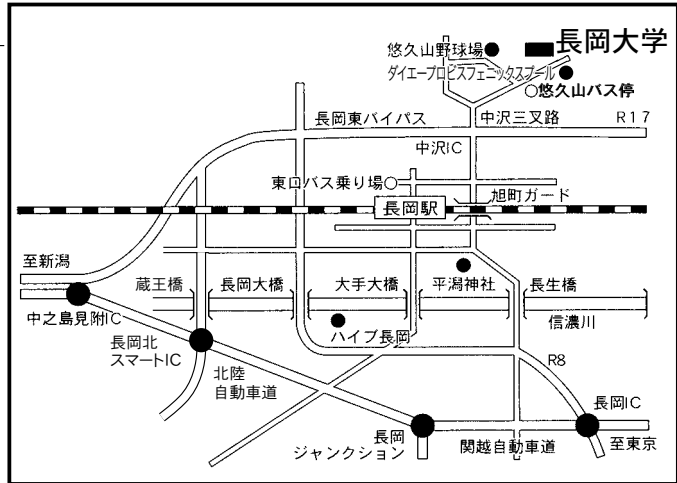 悠久山野球場
長岡大学
ダイエープロビスフェニックスプール
悠久山バス停
長岡東バイパス
中沢三叉路
R17
中沢IC
東口バス乗り場
旭町ガード
長岡駅
至新潟
蔵王橋
長岡大橋
大手大橋
平潟神社
長生橋
中之島見附IC
ハイブ長岡
信濃川
長岡北
スマートIC
北陸
自動車道
R8
長岡IC
長岡
ジャンクション
関越自動車道
至東京